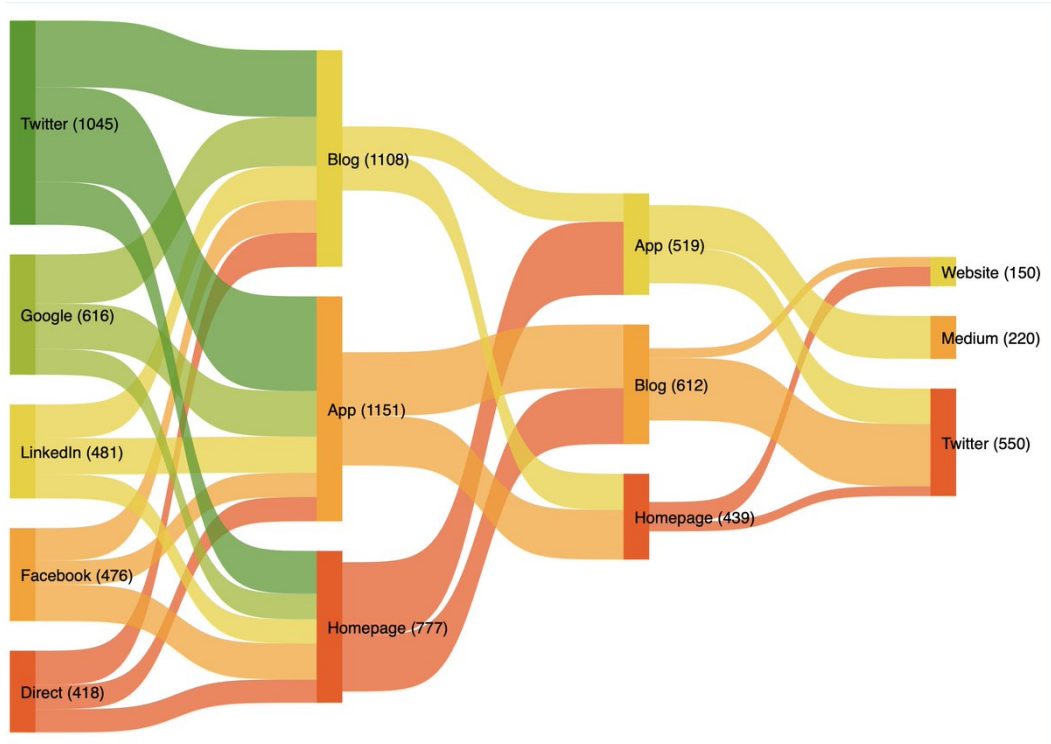 Twitter (1045)
Google (616)
LinkedIn (481)
Facebook (476)
Direct (418)
Blog (1108)
App (1151)
Homepage (777)
App (519)
Blog (612)
Homepage (439)
Website (150)
Medium (220)
Twitter (550)